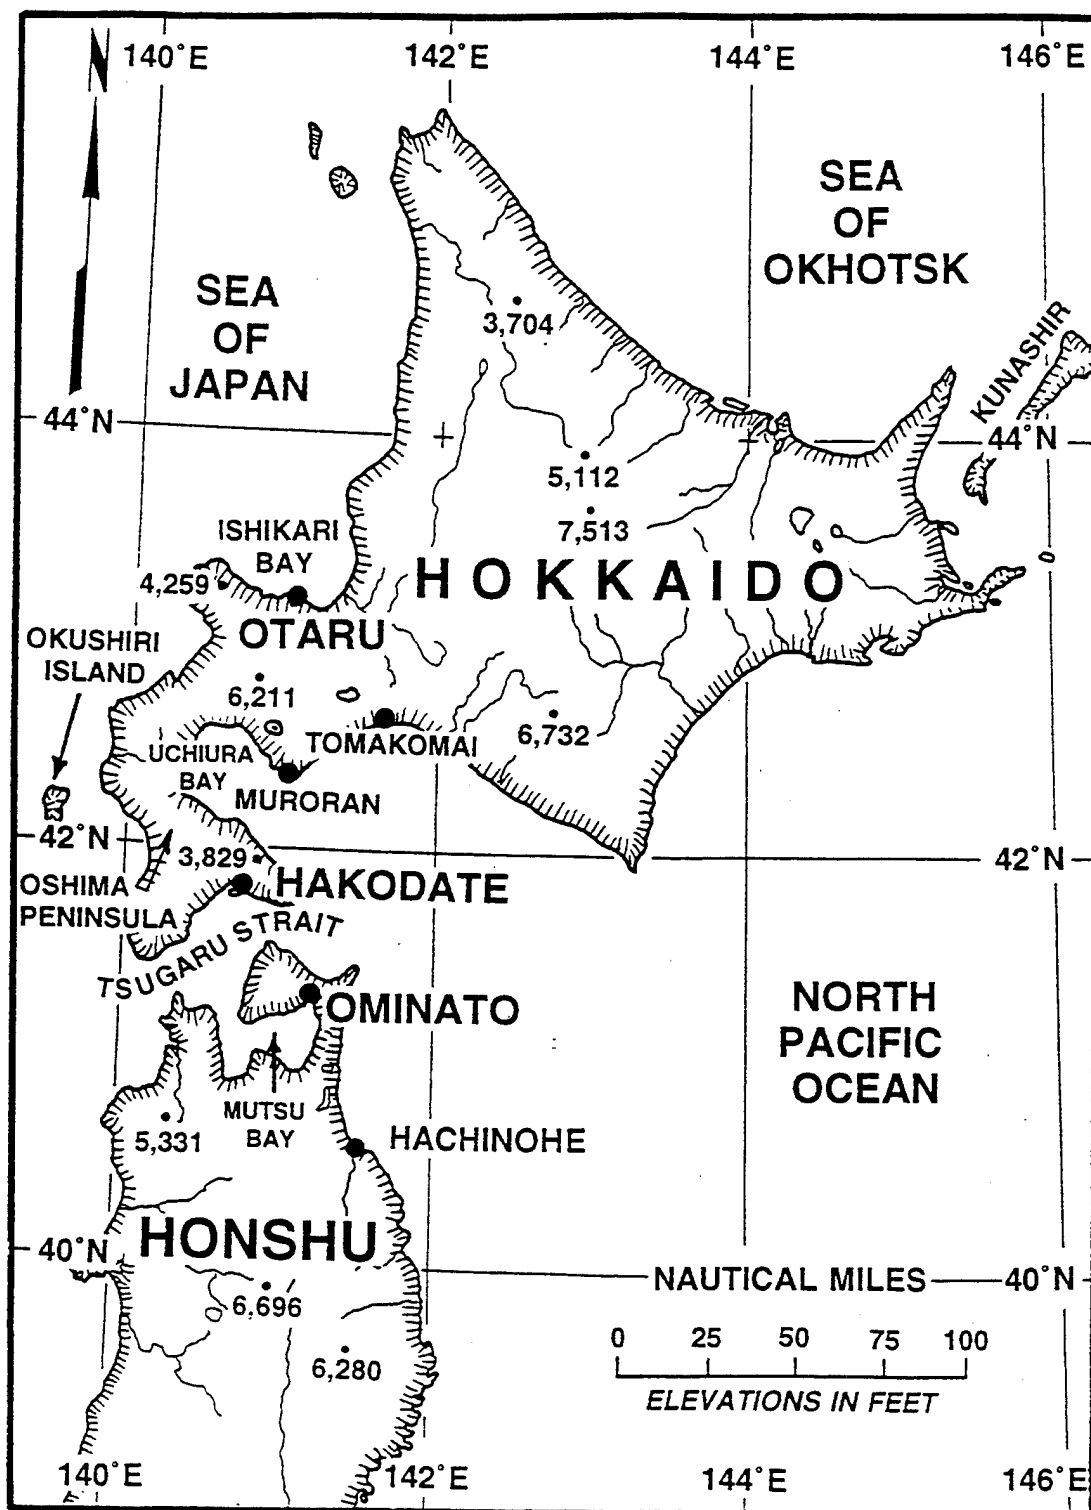 140°E 142°E 144°E 146°E
N
SEA
OF
OKHOTSK
SEA
OF
JAPAN
3,704
KUNASHIR
44°N
44°N
5,112
7,513
ISHIKARI
BAY
HOKKAIDO
4,259
OTARU
OKUSHIRI
ISLAND
6,211
6,732
TOMAKOMAI
UCHIURA
BAY
MURORAN
42°N
42°N
3,829
HAKODATE
OSHIMA
PENINSULA
TSUGARU STRAIT
OMINATO
NORTH
PACIFIC
OCEAN
MUTSU
BAY
5,331
HACHINOHE
HONSHU
40°N
NAUTICAL MILES
40°N
6,696
0 25 50 75 100
6,280
ELEVATIONS IN FEET
140°E 142°E 144°E 146°E